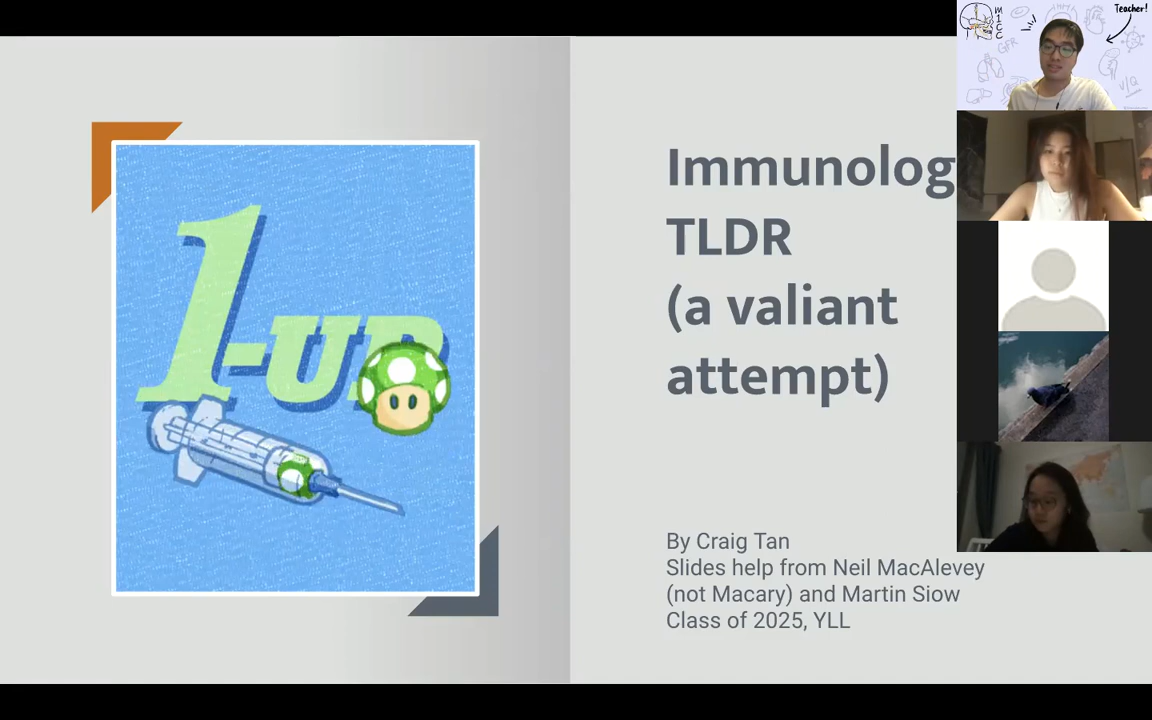 1-UP
Immunolog
TLDR
(a valiant
attempt)
By Craig Tan
Slides help from Neil MacAlevey
(not Macary) and Martin Siow
Class of 2025, YLL
M
I
C
C
Teacher!
GFR
V/Q